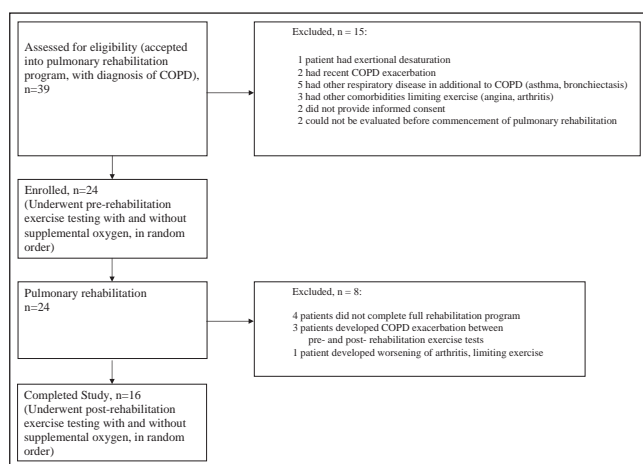 Assessed for eligibility (accepted
into pulmonary rehabilitation
program, with diagnosis of COPD),
n=39
Excluded, n = 15:
1 patient had exertional desaturation
2 had recent COPD exacerbation
5 had other respiratory disease in additional to COPD (asthma, bronchiectasis)
3 had other comorbidities limiting exercise (angina, arthritis)
2 did not provide informed consent
2 could not be evaluated before commencement of pulmonary rehabilitation
Enrolled, n=24
(Underwent pre-rehabilitation
exercise testing with and without
supplemental oxygen, in random
order)
Pulmonary rehabilitation
n=24
Excluded, n = 8:
4 patients did not complete full rehabilitation program
3 patients developed COPD exacerbation between
pre- and post- rehabilitation exercise tests
1 patient developed worsening of arthritis, limiting exercise
Completed Study, n=16
(Underwent post-rehabilitation
exercise testing with and without
supplemental oxygen, in random
order)